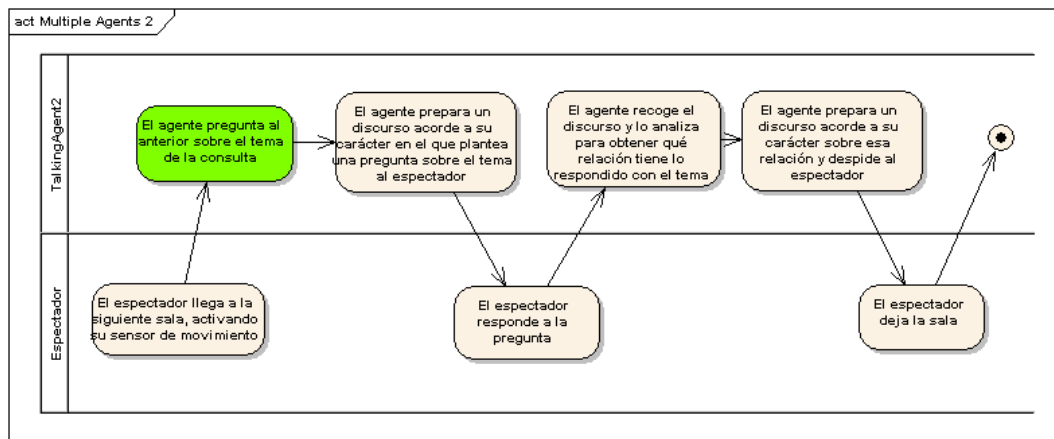 act Multiple Agents 2
TalkingAgent2
El agente pregunta al
anterior sobre el tema
de la consulta
El agente prepara un
discurso acorde a su
carácter en el que plantea
una pregunta sobre el tema
al espectador
El agente recoge el
discurso y lo analiza
para obtener qué
relación tiene lo
respondido con el tema
El agente prepara un
discurso acorde a su
carácter sobre esa
relación y despide al
espectador
Espectador
El espectador llega a la
siguiente sala, activando
su sensor de movimiento
El espectador
responde a la
pregunta
El espectador
deja la sala